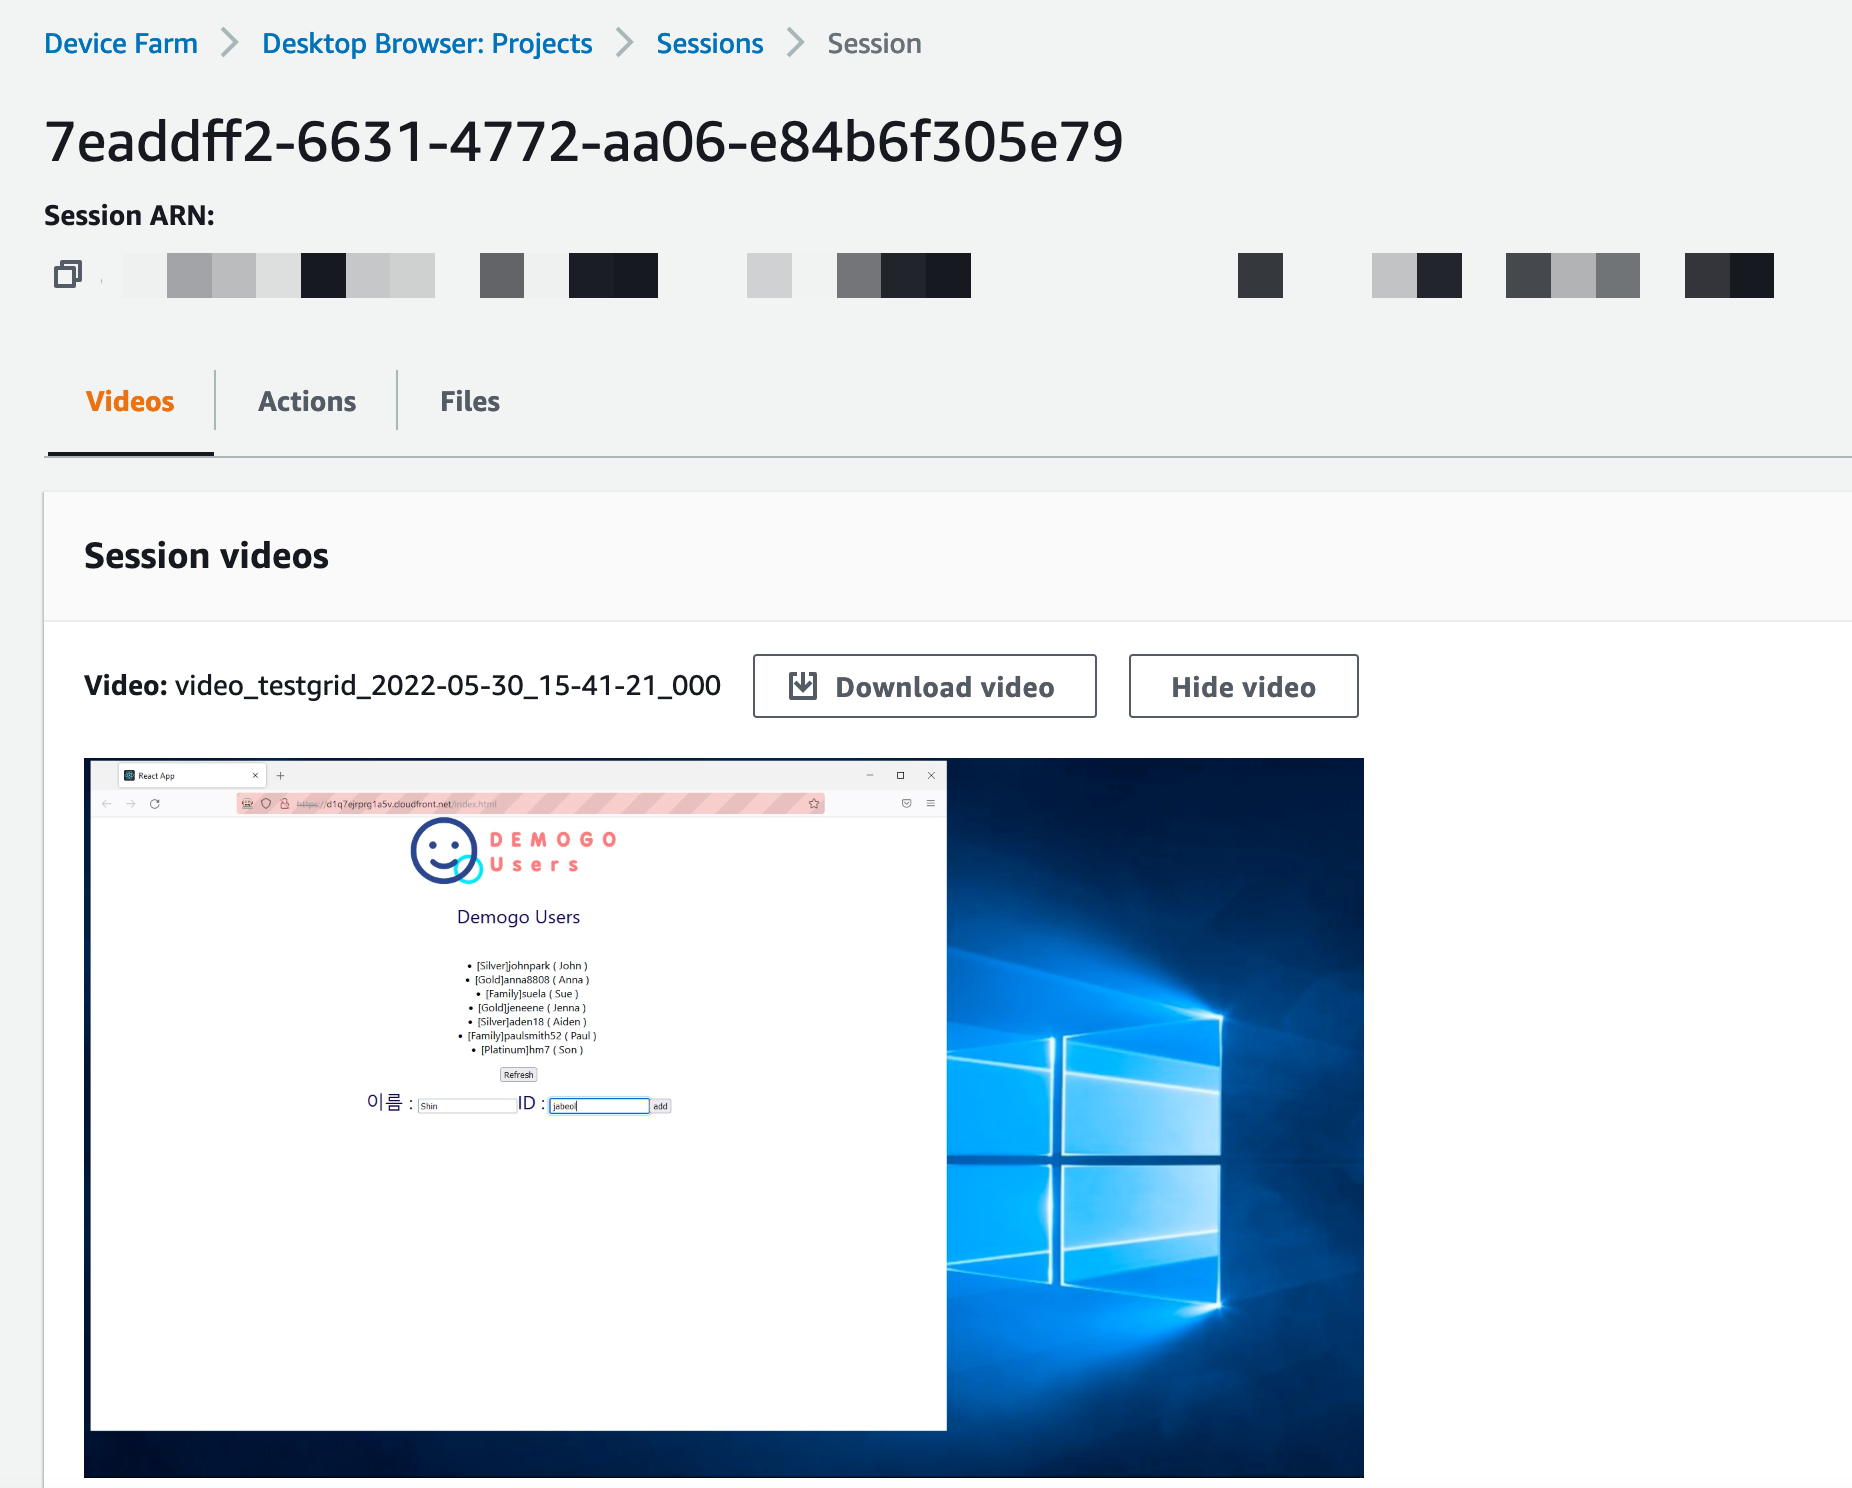 Device Farm > Desktop Browser: Projects > Sessions > Session
7eaddff2-6631-4772-aa06-e84b6f305e79
Session ARN:
Videos
Actions
Files
Session videos
Video: video_testgrid_2022-05-30_15-41-21_000
Download video
Hide video
React App
https://d1q7ejrprg1a5v.cloudfront.net/index.html
DEMOGO
Users
Demogo Users
• [Silver]johnpark ( John )
• [Gold]anna8808 ( Anna )
• [Family]suela ( Sue )
• [Gold]jeneene ( Jenna )
• [Silver]aden18 ( Aiden )
• [Family]paulsmith52 ( Paul )
• [Platinum]hm7 ( Son )
Refresh
이름 : Shin ID : jabeol add